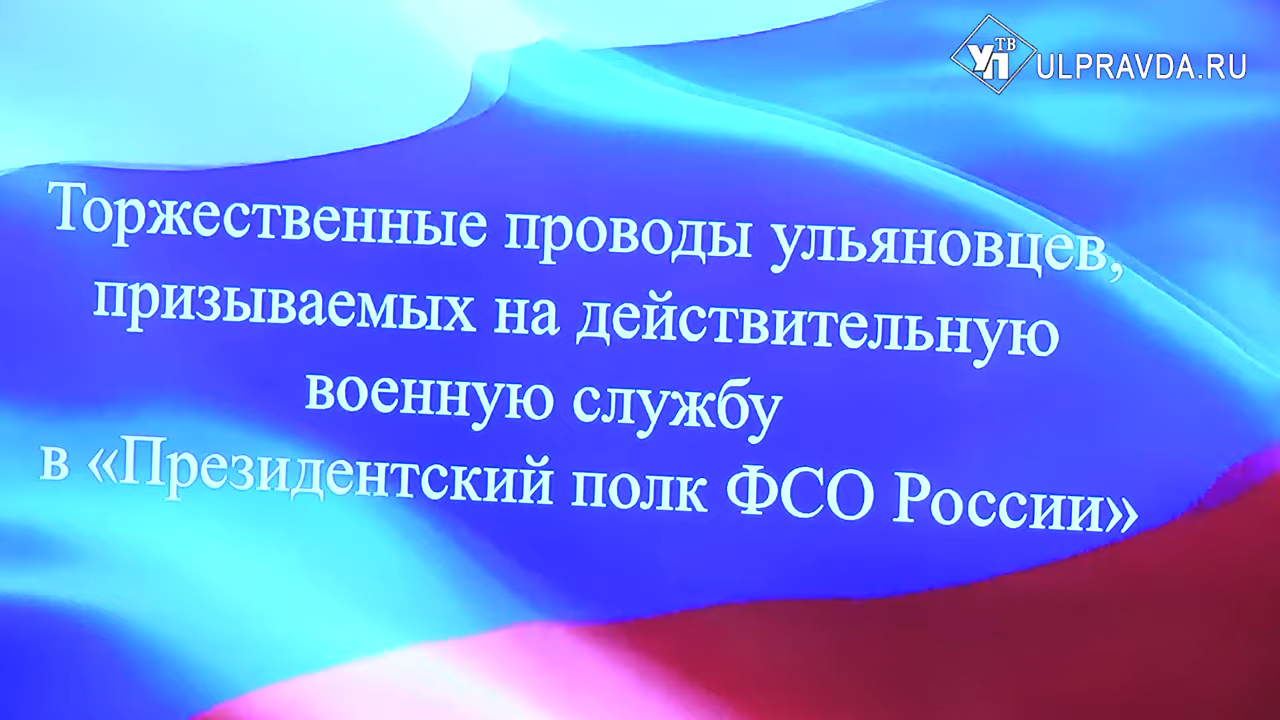 УП ТВ ULPRAVDA.RU
Торжественные проводы ульяновцев,
призываемых на действительную
военную службу
в «Президентский полк ФСО России»